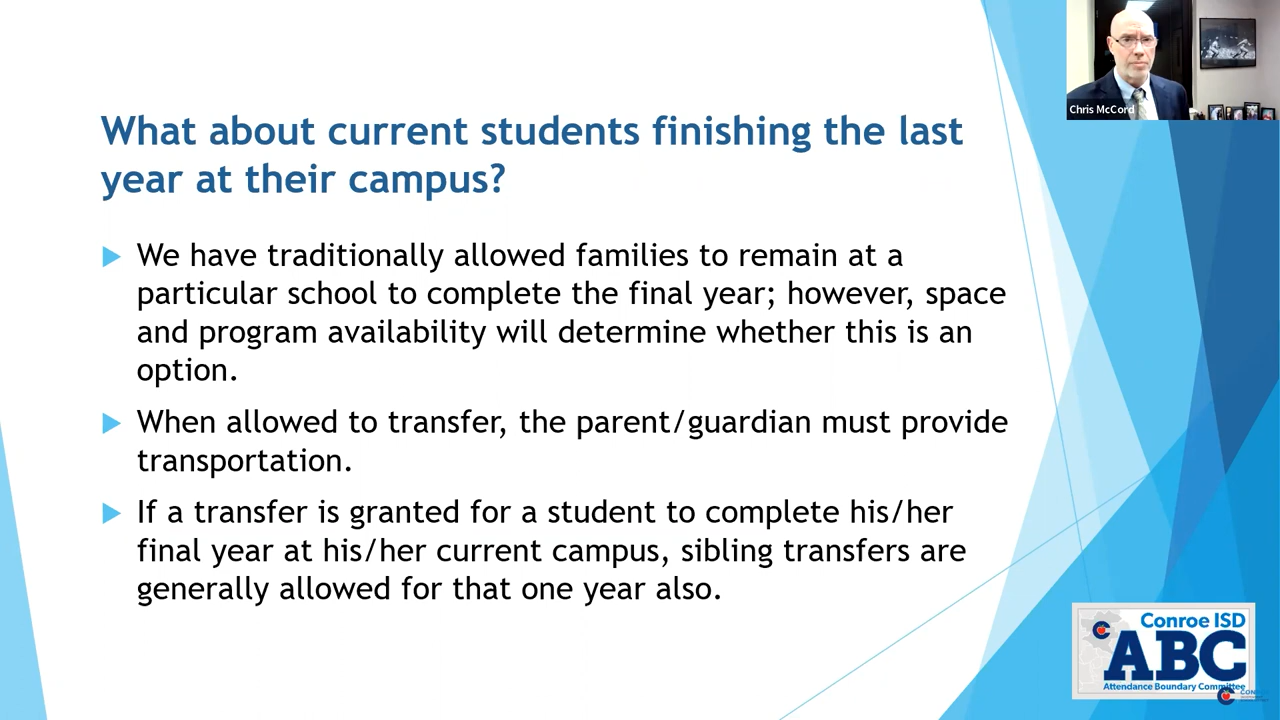 Chris McCord
What about current students finishing the last
year at their campus?
We have traditionally allowed families to remain at a
particular school to complete the final year; however, space
and program availability will determine whether this is an
option.
When allowed to transfer, the parent/guardian must provide
transportation.
If a transfer is granted for a student to complete his/her
final year at his/her current campus, sibling transfers are
generally allowed for that one year also.
Conroe ISD
ABC
Attendance Boundary Committee